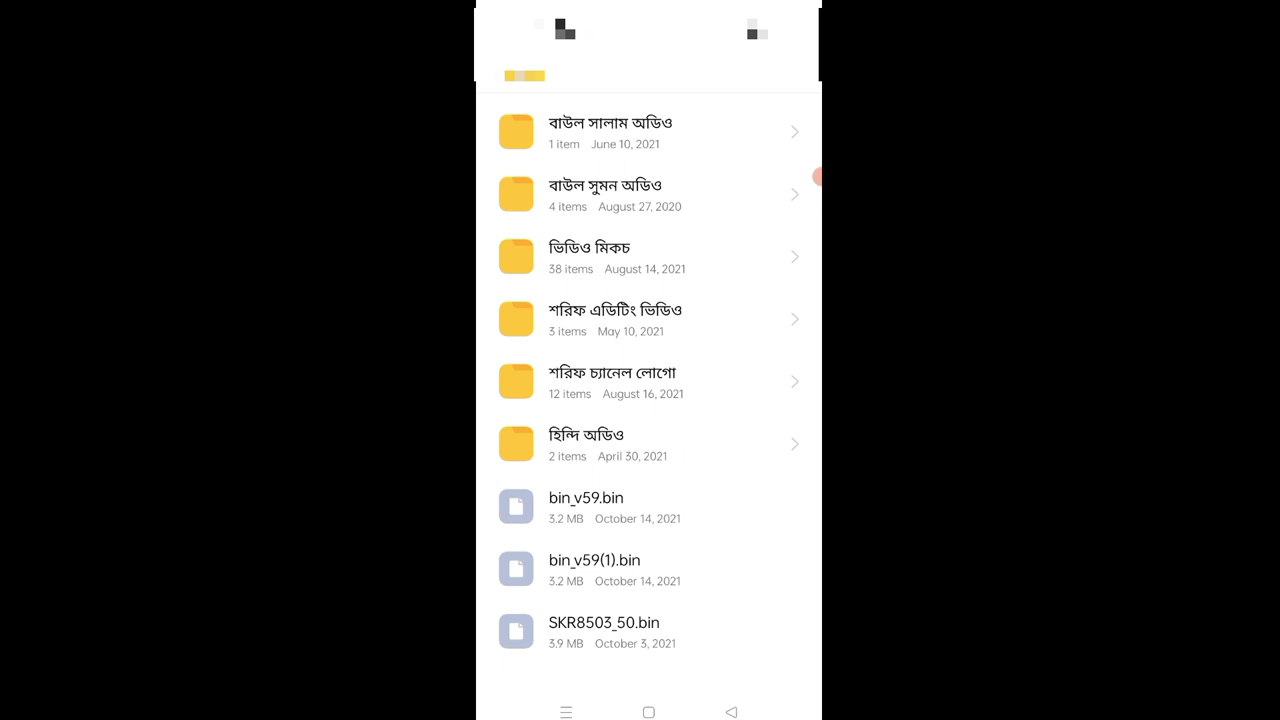 বাউল সালাম অডিও
1 item June 10, 2021
বাউল সুমন অডিও
4 items August 27, 2020
ভিডিও মিকচ
38 items August 14, 2021
শরিফ এডিটিং ভিডিও
3 items May 10, 2021
শরিফ চ্যানেল লোগো
12 items August 16, 2021
হিন্দি অডিও
2 items April 30, 2021
bin_v59.bin
3.2 MB October 14, 2021
bin_v59(1).bin
3.2 MB October 14, 2021
SKR8503_50.bin
3.9 MB October 3, 2021